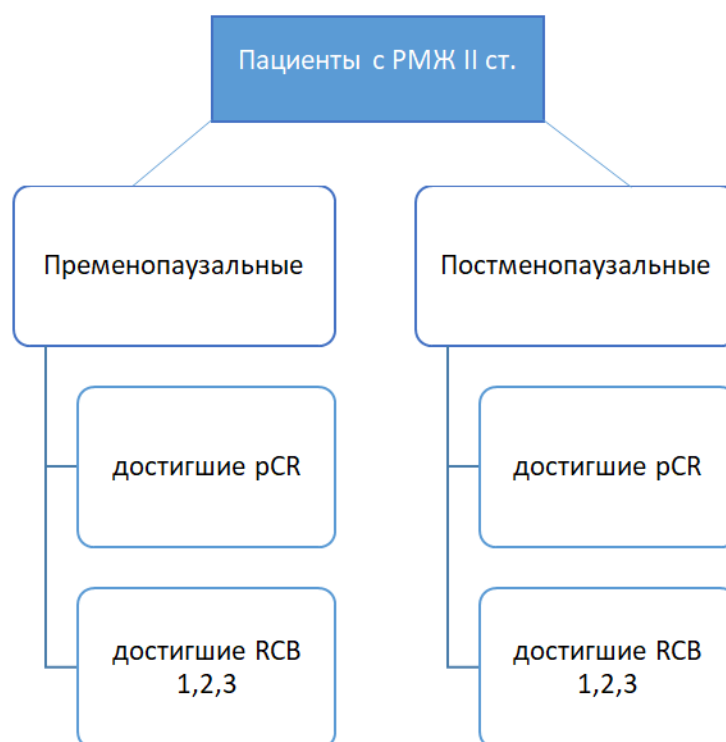 Пациенты с РМЖ II ст.
Пременопаузальные
Постменопаузальные
достигшие pCR
достигшие pCR
достигшие RCB
1,2,3
достигшие RCB
1,2,3